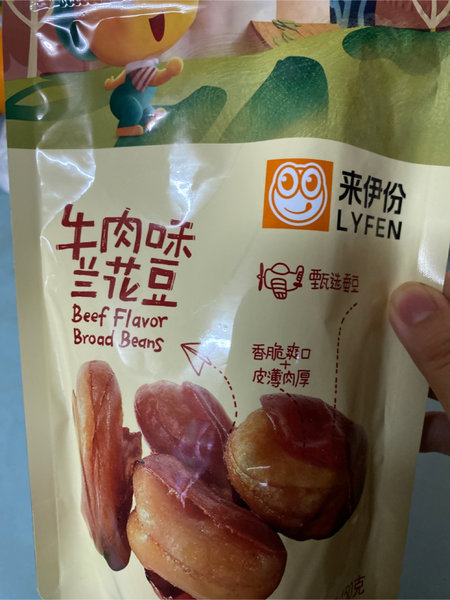 来伊份
LYFEN
牛肉味
兰花豆
Beef Flavor
Broad Beans
甄选蚕豆
香脆爽口
+
皮薄肉厚
克